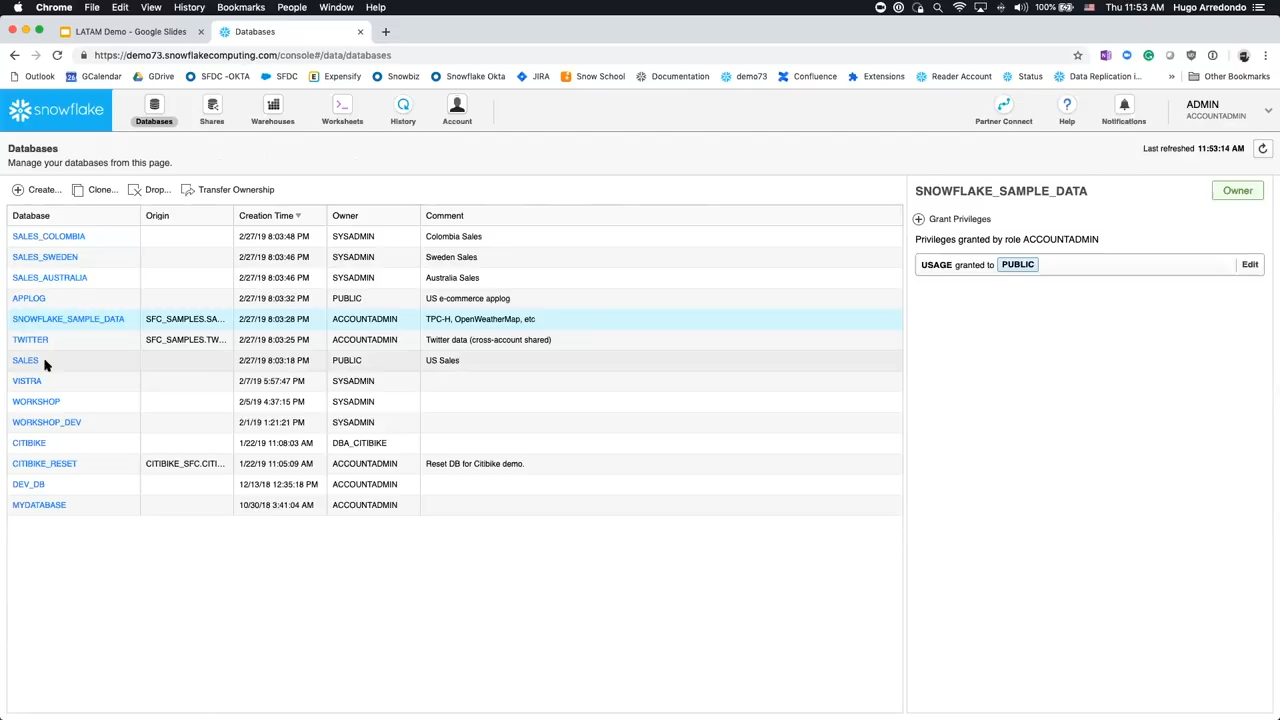 Chrome File Edit View History Bookmarks People Window Help 100% Thu 11:53 AM Hugo Arredondo
LATAM Demo - Google Slides Databases
https://demo73.snowflakecomputing.com/console#/data/databases
Outlook GCalendar GDrive SFDC -OKTA SFDC Expensify Snowbiz Snowflake Okta JIRA Snow School Documentation demo73 Confluence Extensions Reader Account Status Data Replication i... » Other Bookmarks
snowflake Databases Shares Warehouses Worksheets History Account Partner Connect Help Notifications ADMIN
ACCOUNTADMIN
Databases
Manage your databases from this page.
Last refreshed 11:53:14 AM
Create... Clone... Drop... Transfer Ownership
Database Origin Creation Time Owner Comment
SALES_COLOMBIA 2/27/19 8:03:48 PM SYSADMIN Colombia Sales
SALES_SWEDEN 2/27/19 8:03:46 PM SYSADMIN Sweden Sales
SALES_AUSTRALIA 2/27/19 8:03:46 PM SYSADMIN Australia Sales
APPLOG 2/27/19 8:03:32 PM PUBLIC US e-commerce applog
SNOWFLAKE_SAMPLE_DATA SFC_SAMPLES.SA... 2/27/19 8:03:28 PM ACCOUNTADMIN TPC-H, OpenWeatherMap, etc
TWITTER SFC_SAMPLES.TW... 2/27/19 8:03:25 PM ACCOUNTADMIN Twitter data (cross-account shared)
SALES 2/27/19 8:03:18 PM PUBLIC US Sales
VISTRA 2/7/19 5:57:47 PM SYSADMIN
WORKSHOP 2/5/19 4:37:15 PM SYSADMIN
WORKSHOP_DEV 2/1/19 1:21:21 PM SYSADMIN
CITIBIKE 1/22/19 11:08:03 AM DBA_CITIBIKE
CITIBIKE_RESET CITIBIKE_SFC.CITI... 1/22/19 11:05:09 AM ACCOUNTADMIN Reset DB for Citibike demo.
DEV_DB 12/13/18 12:35:18 PM ACCOUNTADMIN
MYDATABASE 10/30/18 3:41:04 AM ACCOUNTADMIN
SNOWFLAKE_SAMPLE_DATA Owner
Grant Privileges
Privileges granted by role ACCOUNTADMIN
USAGE granted to PUBLIC Edit